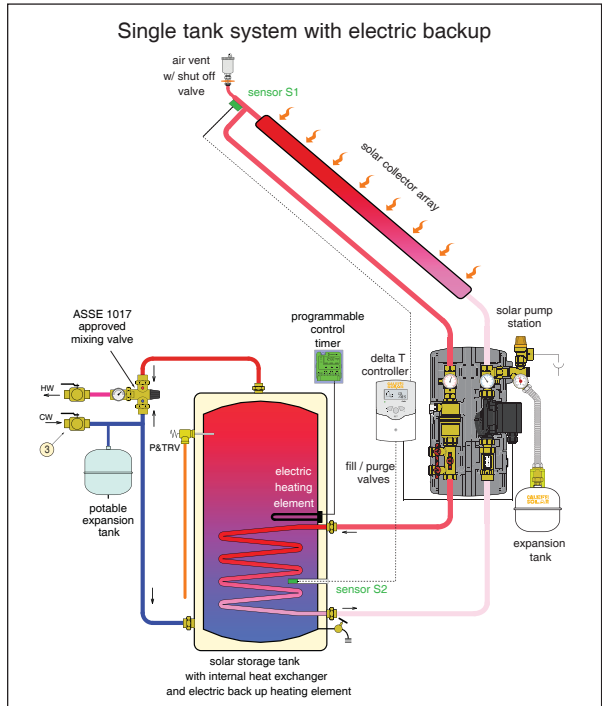 Single tank system with electric backup
air vent
w/ shut off
valve
sensor S1
solar collector array
solar pump
station
ASSE 1017
approved
mixing valve
programmable
control
timer
delta T
controller
HW
CW
3
P&TRV
fill / purge
valves
electric
heating
element
potable
expansion
tank
expansion
tank
sensor S2
solar storage tank
with internal heat exchanger
and electric back up heating element